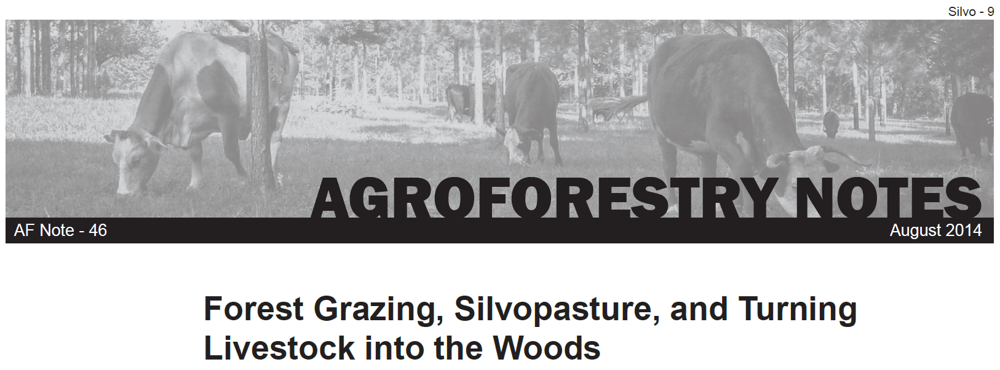 Silvo - 9
AGROFORESTRY NOTES
AF Note - 46
August 2014
Forest Grazing, Silvopasture, and Turning
Livestock into the Woods